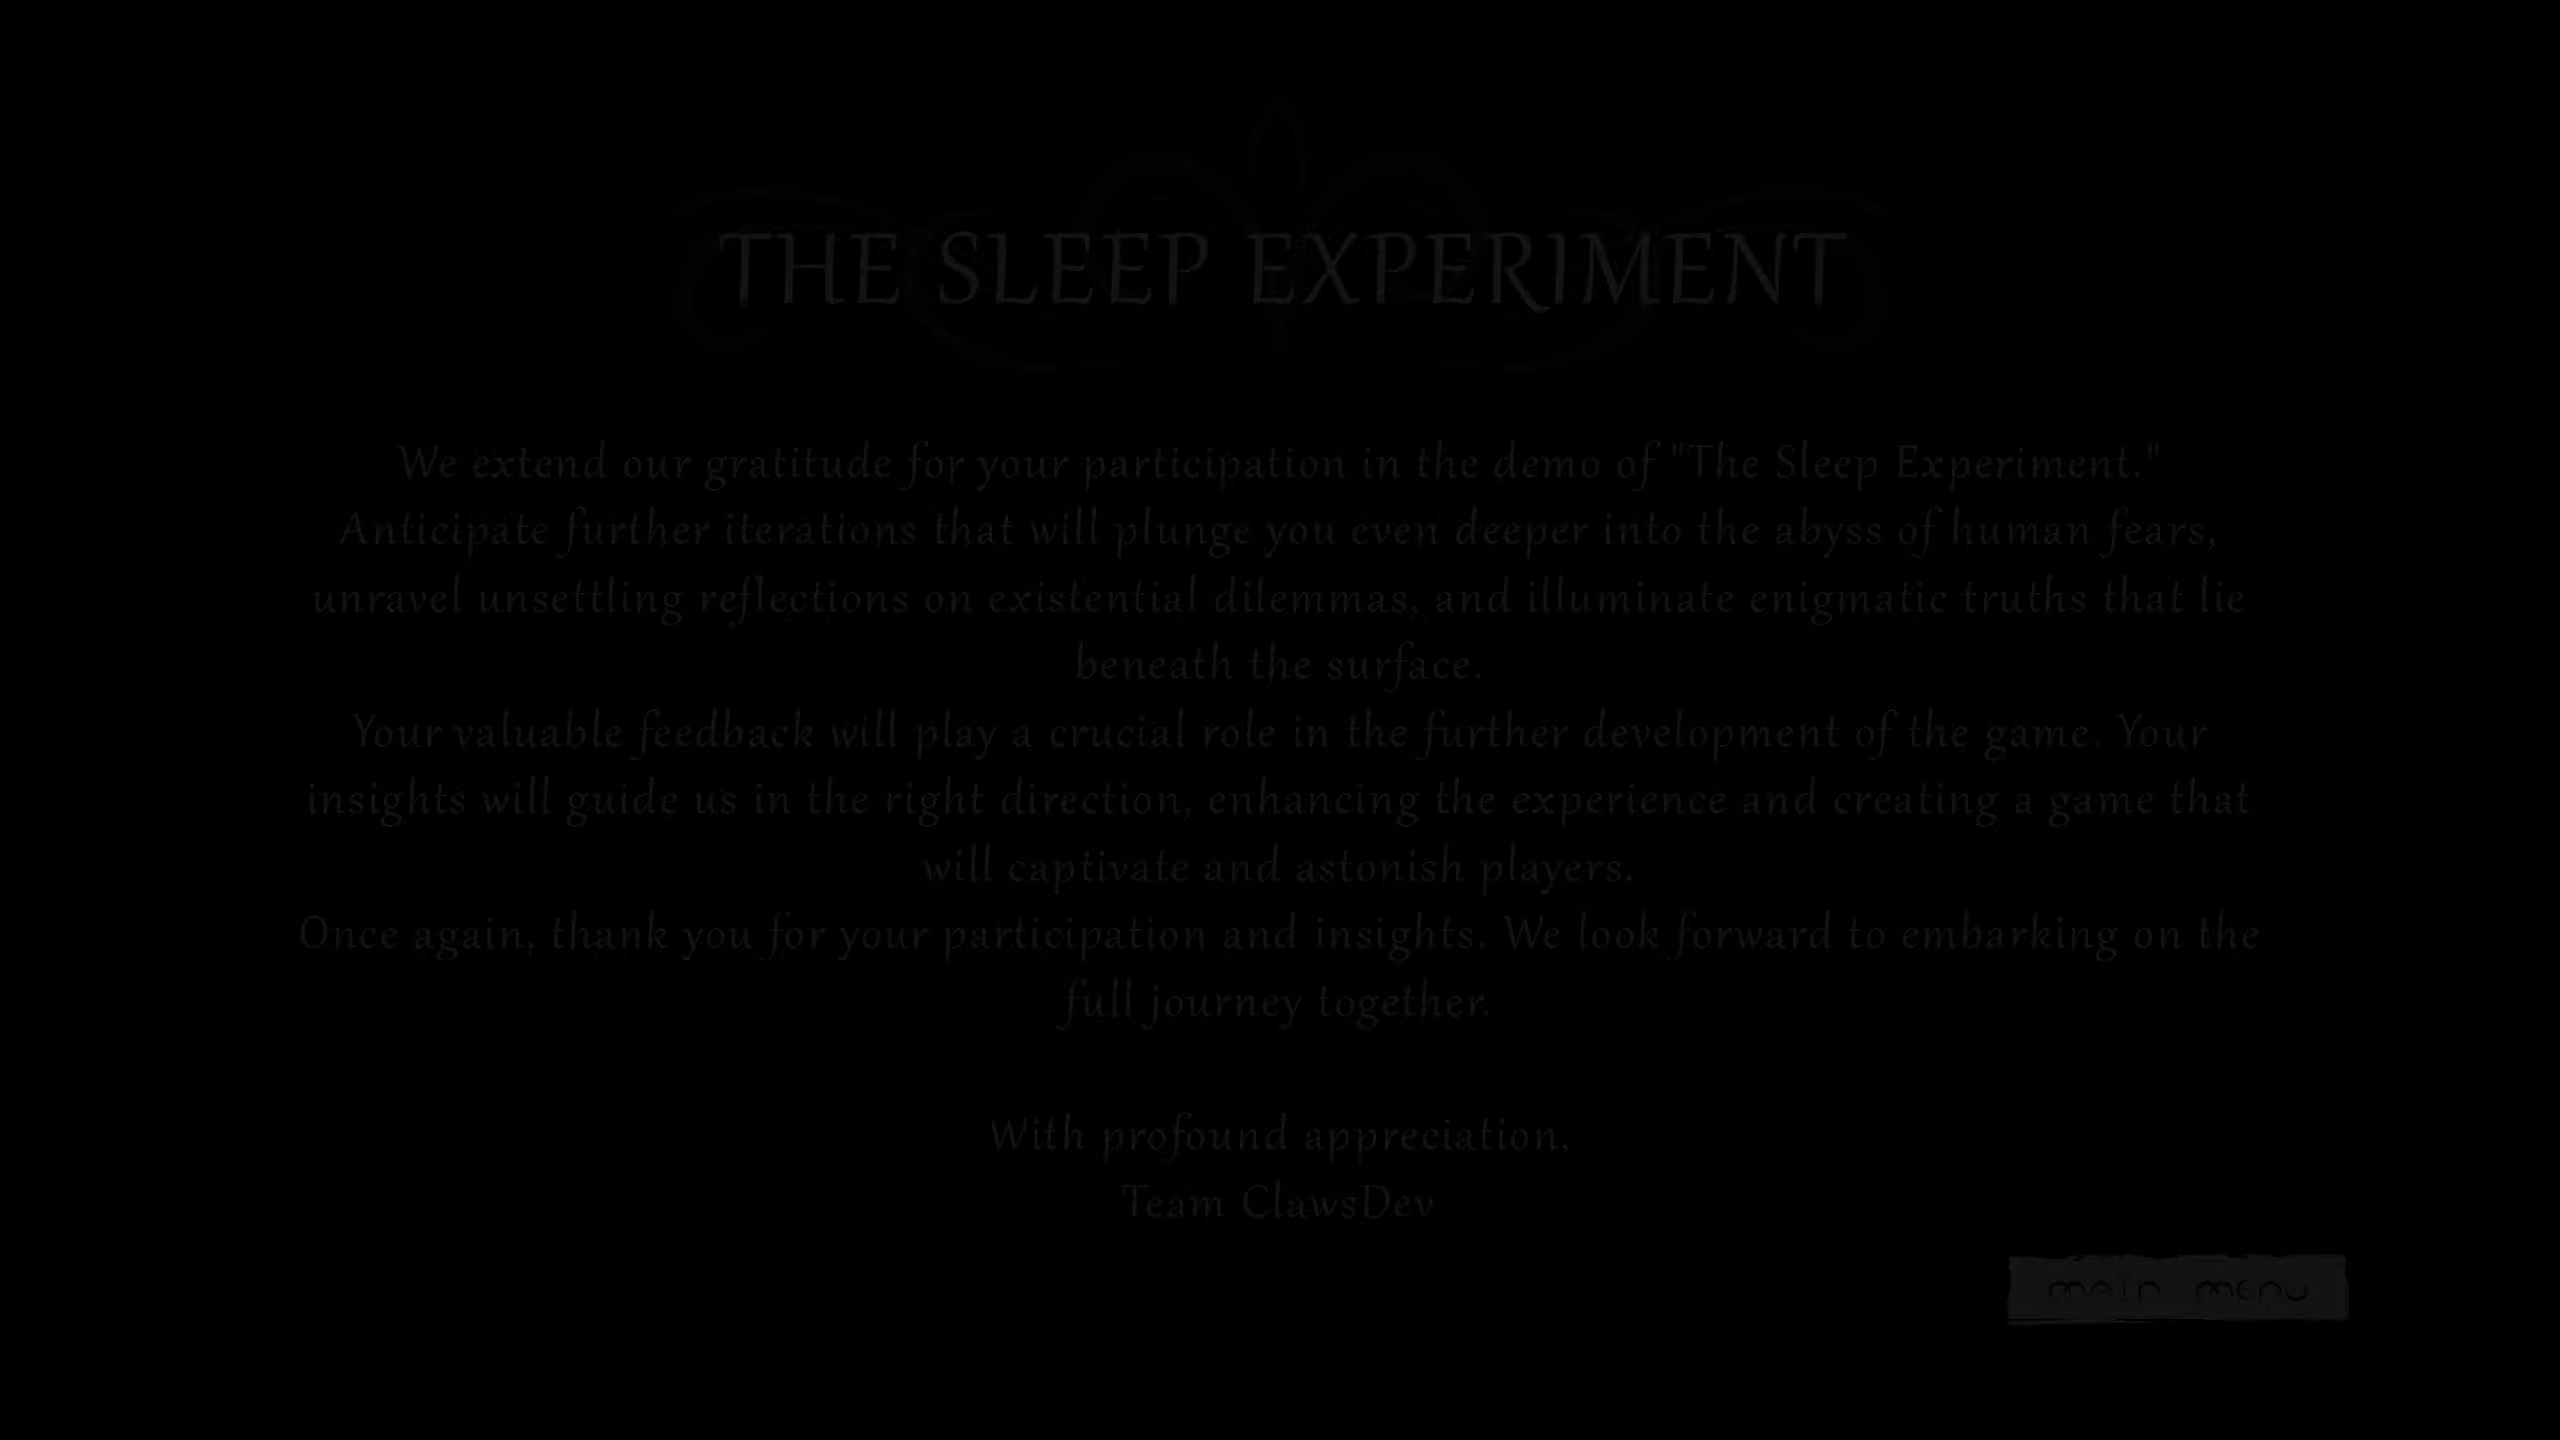 THE SLEEP EXPERIMENT
We extend our gratitude for your participation in the demo of "The Sleep Experiment."
Anticipate further iterations that will plunge you even deeper into the abyss of human fears,
unravel unsettling reflections on existential dilemmas, and illuminate enigmatic truths that lie
beneath the surface.
Your valuable feedback will play a crucial role in the further development of the game. Your
insights will guide us in the right direction, enhancing the experience and creating a game that
will captivate and astonish players.
Once again, thank you for your participation and insights. We look forward to embarking on the
full journey together.
With profound appreciation,
Team ClawsDev
main menu